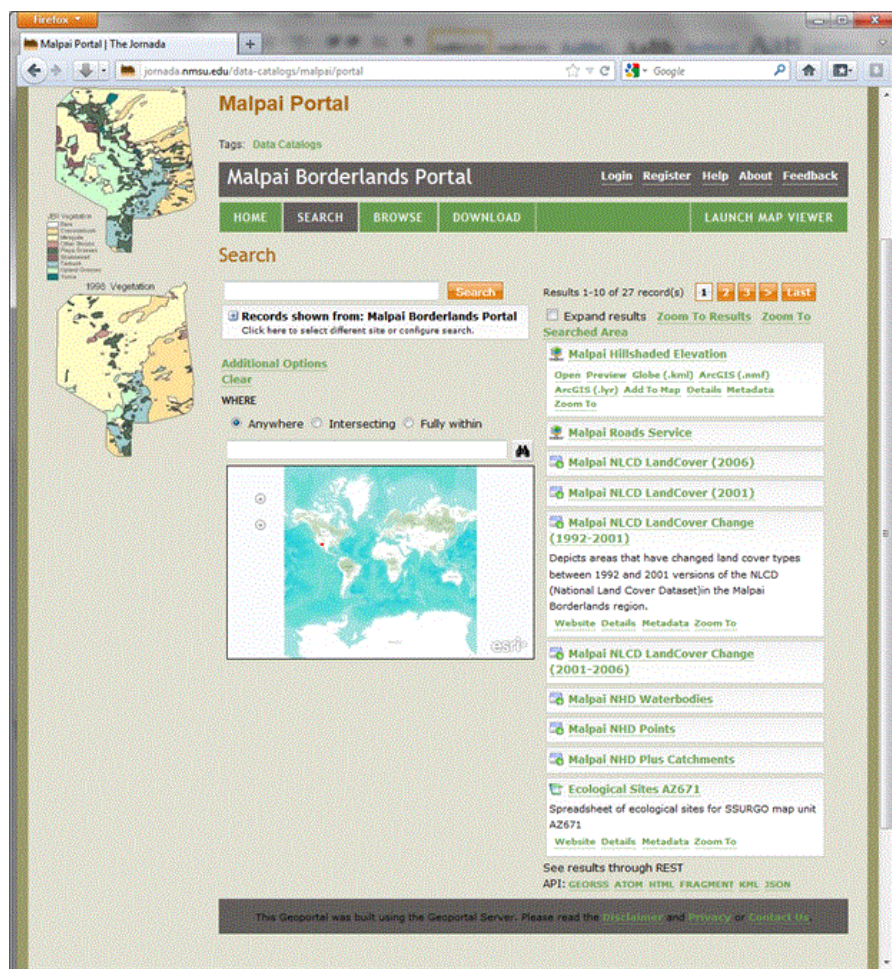 Firefox
Malpai Portal | The Jornada
jornada.nmsu.edu/data-catalogs/malpai/portal
Google
Malpai Portal
Tags: Data Catalogs
Malpai Borderlands Portal
Login Register Help About Feedback
HOME SEARCH BROWSE DOWNLOAD LAUNCH MAP VIEWER
JER Vegetation
1998 Vegetation
Search
Search
Records shown from: Malpai Borderlands Portal
Click here to select different site or configure search.
Additional Options
Clear
WHERE
Anywhere Intersecting Fully within
esri
Results 1-10 of 27 record(s) 1 2 3 > Last
Expand results Zoom To Results Zoom To
Searched Area
Malpai Hillshaded Elevation
Open Preview Globe (.kml) ArcGIS (.nmf)
ArcGIS (.lyr) Add To Map Details Metadata
Zoom To
Malpai Roads Service
Malpai NLCD LandCover (2006)
Malpai NLCD LandCover (2001)
Malpai NLCD LandCover Change
(1992-2001)
Depicts areas that have changed land cover types
between 1992 and 2001 versions of the NLCD
(National Land Cover Dataset)in the Malpai
Borderlands region.
Website Details Metadata Zoom To
Malpai NLCD LandCover Change
(2001-2006)
Malpai NHD Waterbodies
Malpai NHD Points
Malpai NHD Plus Catchments
Ecological Sites AZ671
Spreadsheet of ecological sites for SSURGO map unit
AZ671
Website Details Metadata Zoom To
See results through REST
API: GEORSS ATOM HTML FRAGMENT KML JSON
This Geoportal was built using the Geoportal Server. Please read the Disclaimer and Privacy or Contact Us.